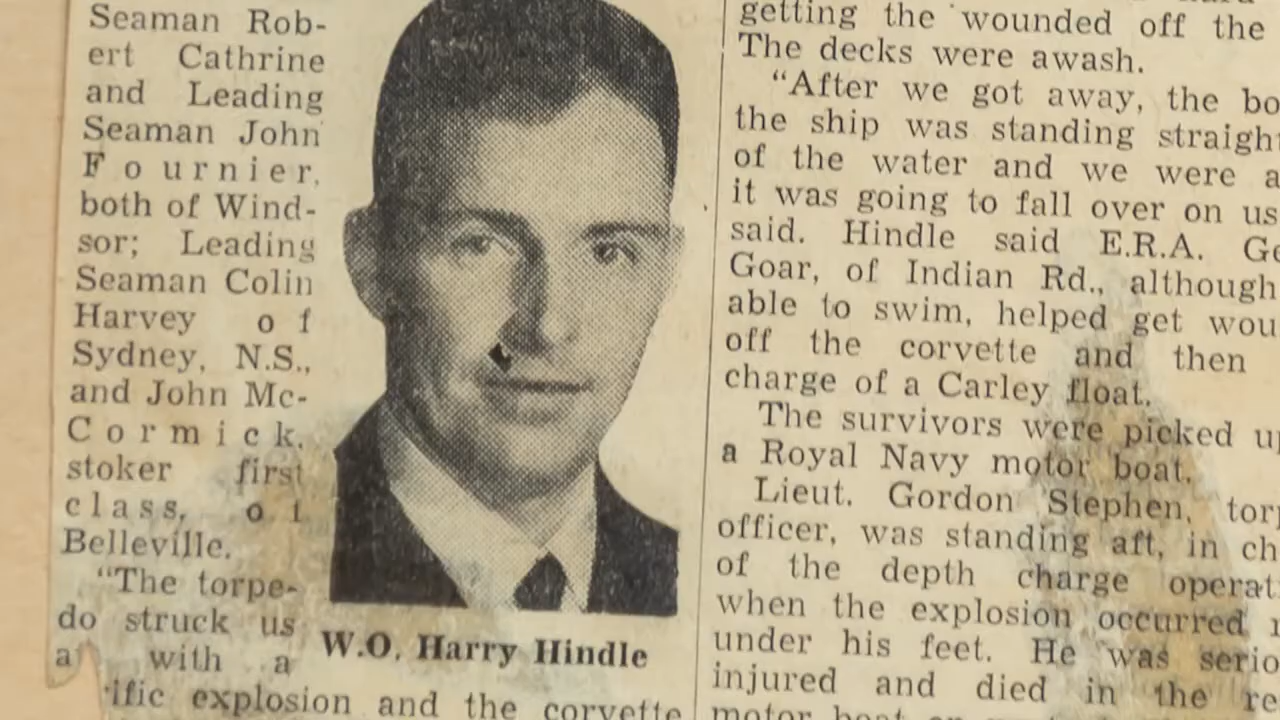 Seaman Rob-
ert Cathrine
and Leading
Seaman John
Fournier,
both of Wind-
sor; Leading
Seaman Colin
Harvey of
Sydney, N.S.,
and John Mc-
Cormick,
stoker first
class, of
Belleville.
"The torpe-
do struck us
with a
explosion and the corvette
W.O. Harry Hindle
getting the wounded off the
The decks were awash.
"After we got away, the
the ship was standing
of the water and we were
it was going to fall over on us
said. Hindle said E.R.A.
Goar, of Indian Rd., although
able to swim, helped get
off the corvette and then
charge of a Carley float.
The survivors were picked
a Royal Navy motor boat.
Lieut. Gordon Stephen,
officer, was standing aft, in
of the depth charge
when the explosion occurred
under his feet. He was
injured and died in the
motor boat